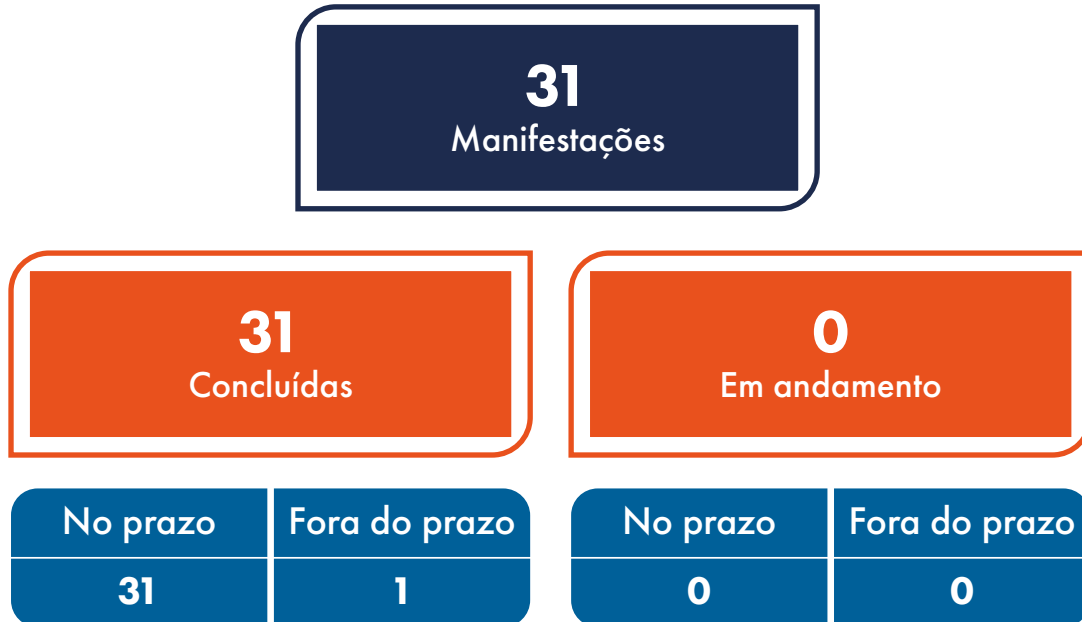 31
Manifestações
31
Concluídas
0
Em andamento
No prazo
Fora do prazo
31
1
No prazo
Fora do prazo
0
0